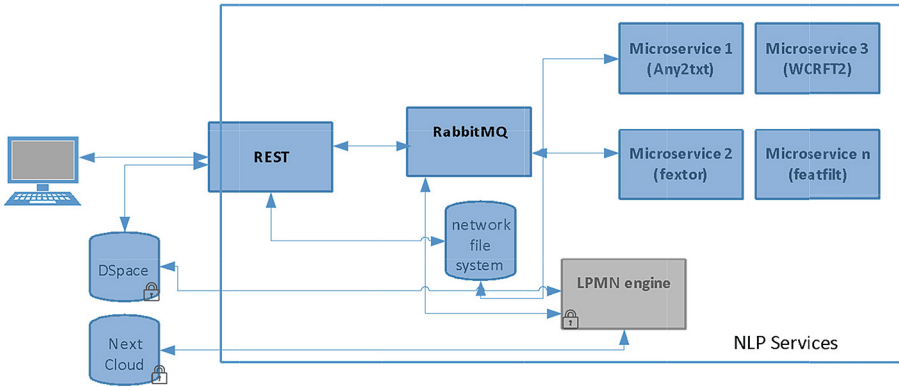 Microservice 1
(Any2txt)
Microservice 3
(WCRFT2)
REST
RabbitMQ
Microservice 2
(fextor)
Microservice n
(featfilt)
network
file
system
DSpace
LPMN engine
Next
Cloud
NLP Services